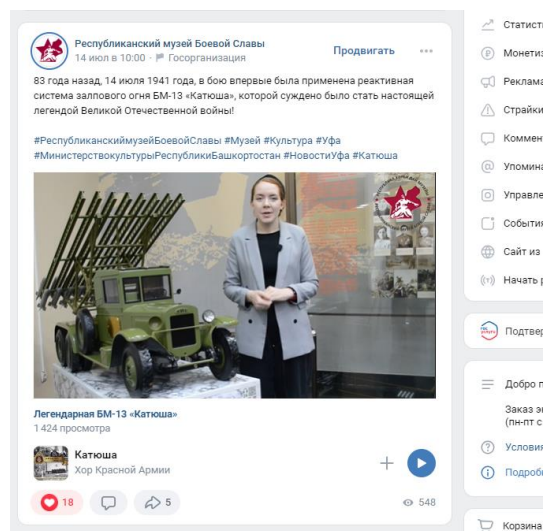 Республиканский музей Боевой Славы
14 июл в 10:00 · Госорганизация
Продвигать
83 года назад, 14 июля 1941 года, в бою впервые была применена реактивная
система залпового огня БМ-13 «Катюша», которой суждено было стать настоящей
легендой Великой Отечественной войны!
#РеспубликанскиймузейБоевойСлавы #Музей #Культура #Уфа
#МинистерствокультурыРеспубликиБашкортостан #НовостиУфа #Катюша
Легендарная БМ-13 «Катюша»
1 424 просмотра
Катюша
Хор Красной Армии
18
5
548
Статист
Монетиз
Реклама
Страйки
Коммен
Упомина
Управле
События
Сайт из
Начать р
Подтвер
Добро п
Заказ э
(пн-пт с
Условия
Подроб
Корзина